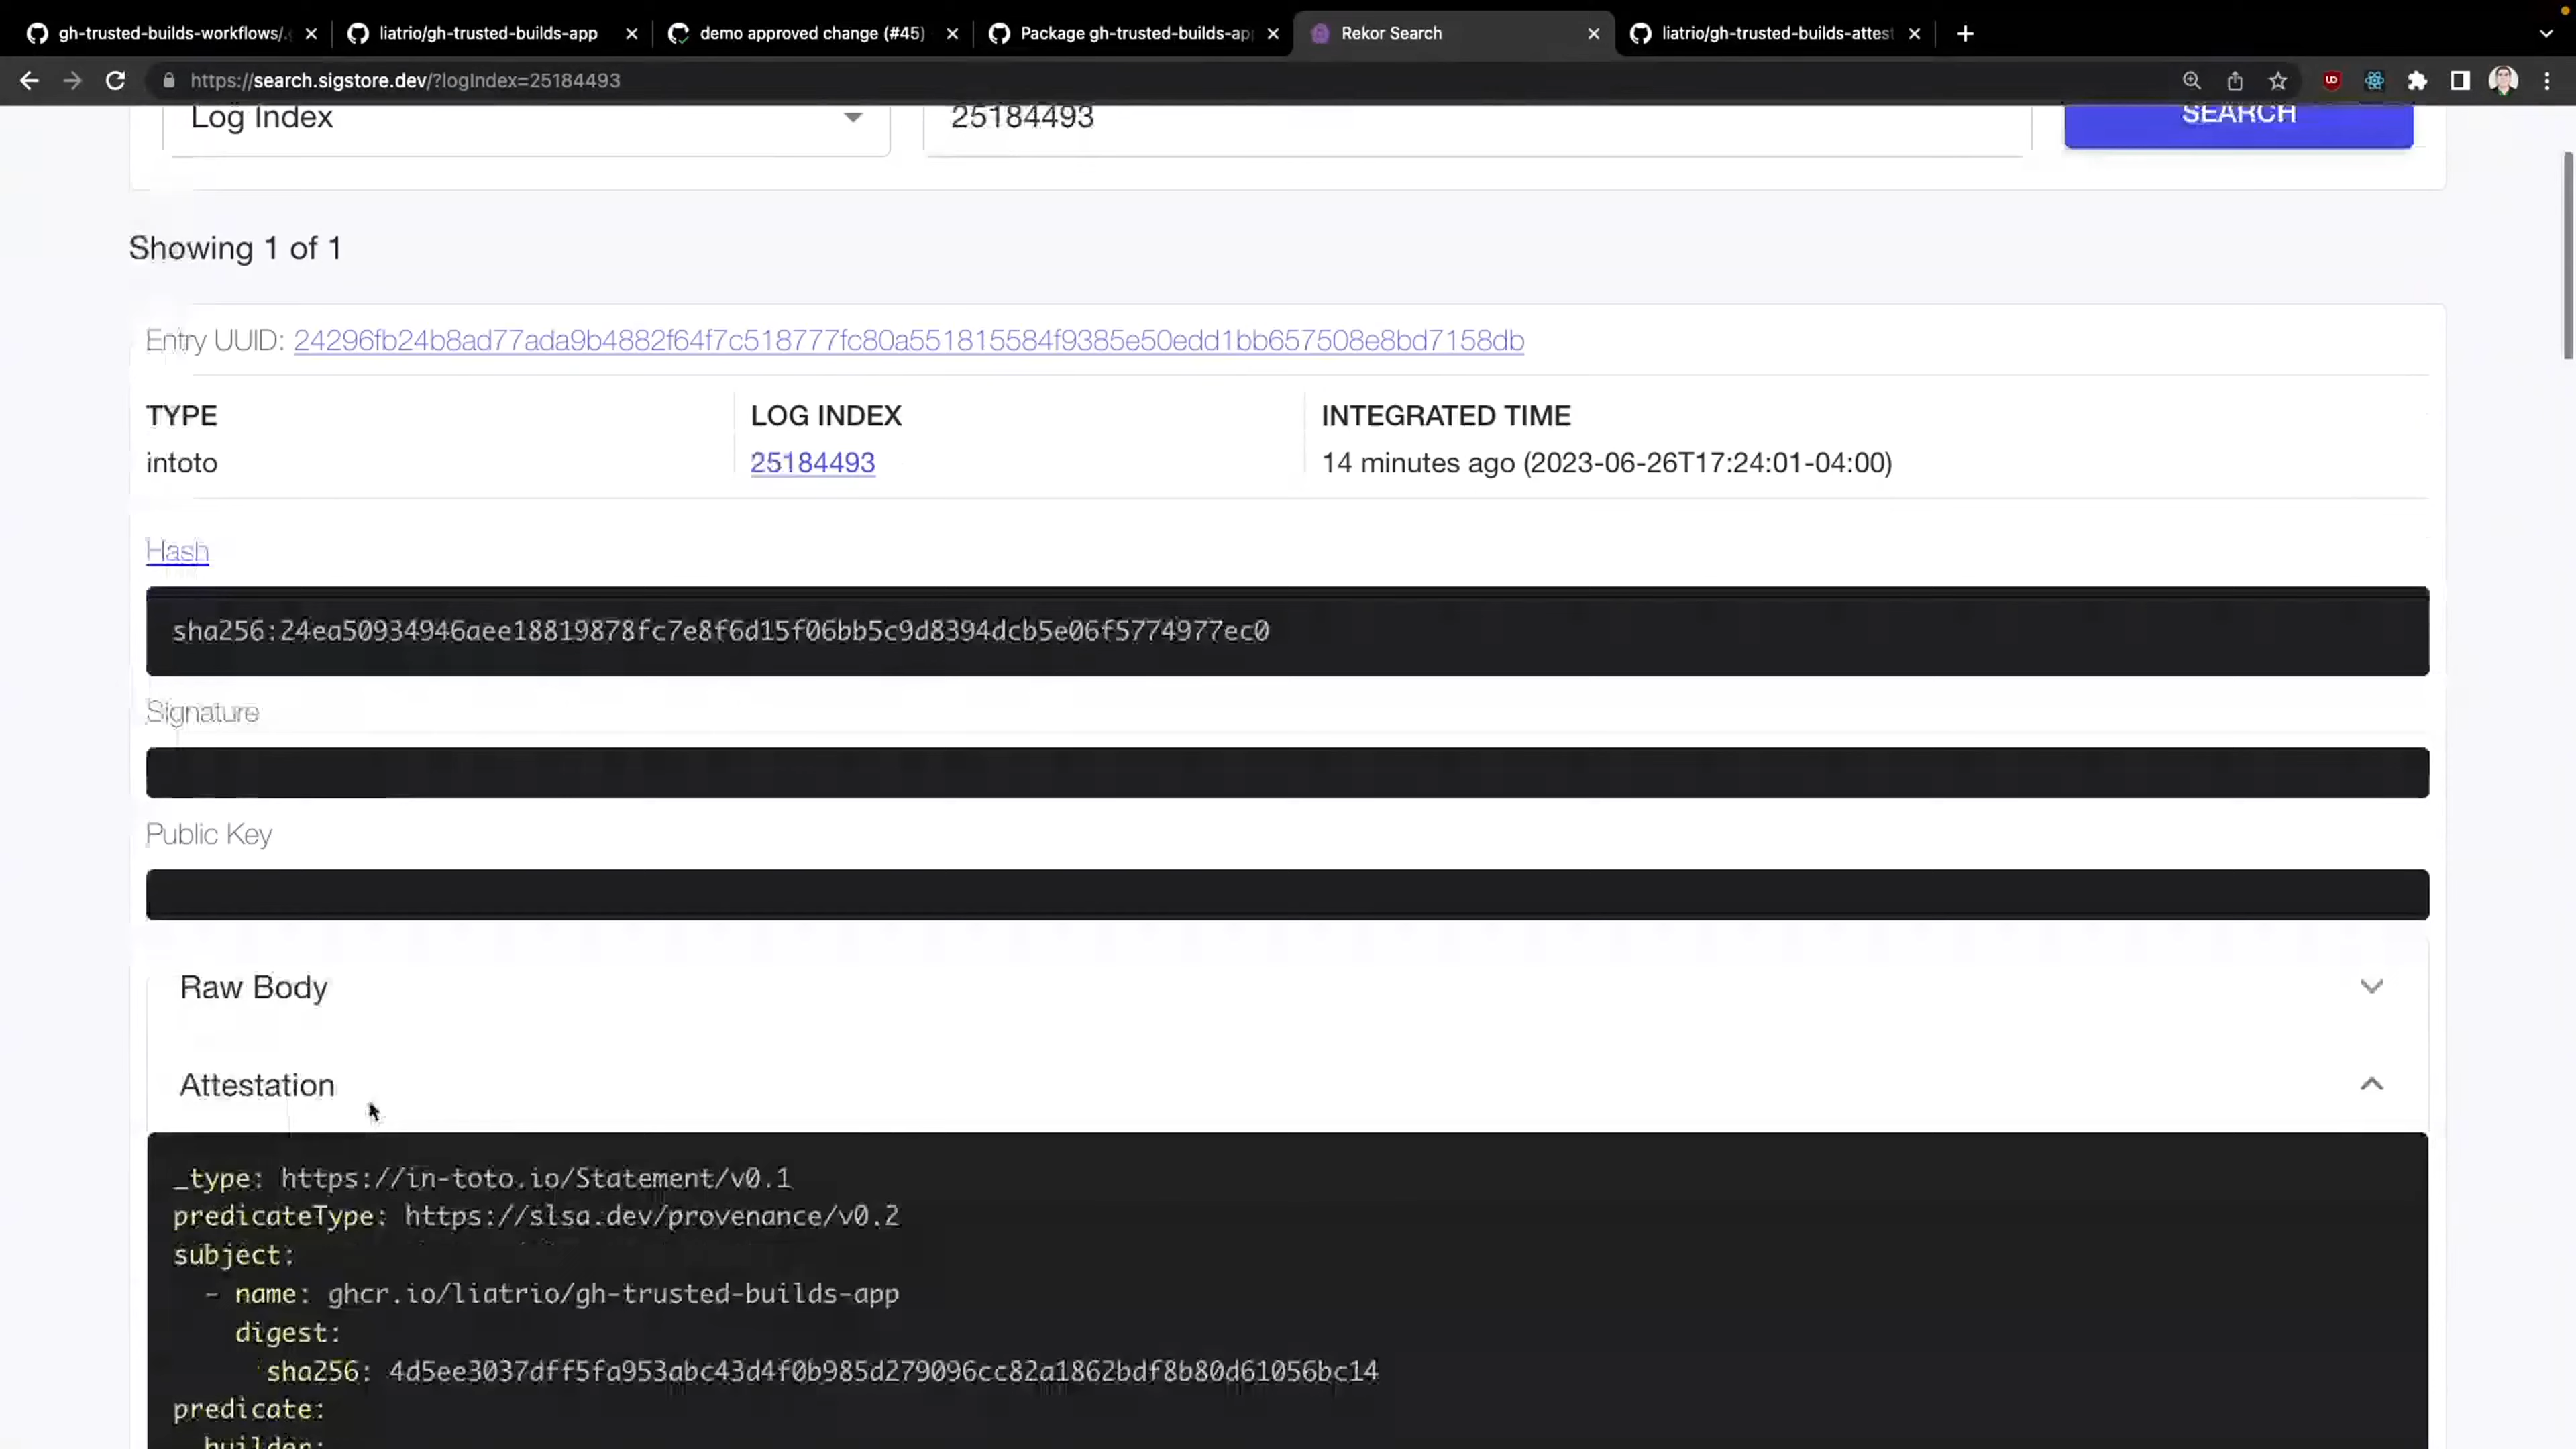 gh-trusted-builds-workflows/.
liatrio/gh-trusted-builds-app
demo approved change (#45)
Package gh-trusted-builds-ap
Rekor Search
liatrio/gh-trusted-builds-attest
https://search.sigstore.dev/?logIndex=25184493
Log Index
25184493
SEARCH
Showing 1 of 1
Entry UUID: 24296fb24b8ad77ada9b4882f64f7c518777fc80a551815584f9385e50edd1bb657508e8bd7158db
TYPE
LOG INDEX
INTEGRATED TIME
intoto
25184493
14 minutes ago (2023-06-26T17:24:01-04:00)
Hash
sha256:24ea50934946aee18819878fc7e8f6d15f06bb5c9d8394dcb5e06f5774977ec0
Signature
Public Key
Raw Body
Attestation
_type: https://in-toto.io/Statement/v0.1
predicateType: https://slsa.dev/provenance/v0.2
subject:
- name: ghcr.io/liatrio/gh-trusted-builds-app
digest:
sha256: 4d5ee3037dff5fa953abc43d4f0b985d279096cc82a1862bdf8b80d61056bc14
predicate:
builder: